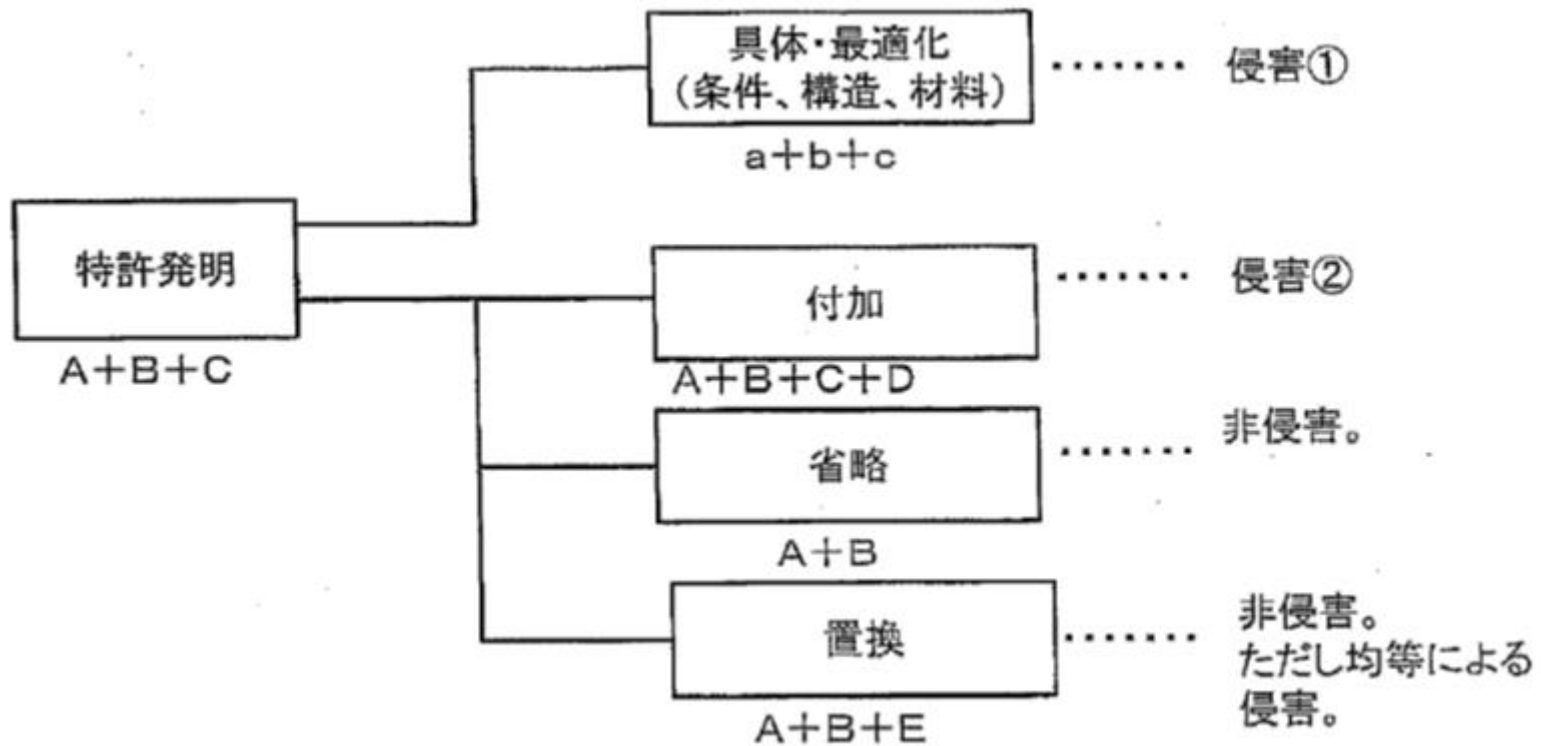 具体・最適化
(条件、構造、材料)
a+b+c
‥‥‥‥ 侵害①
特許発明
A+B+C
付加
A+B+C+D
‥‥‥‥ 侵害②
省略
A+B
‥‥‥‥ 非侵害。
置換
A+B+E
‥‥‥‥ 非侵害。
ただし均等による
侵害。